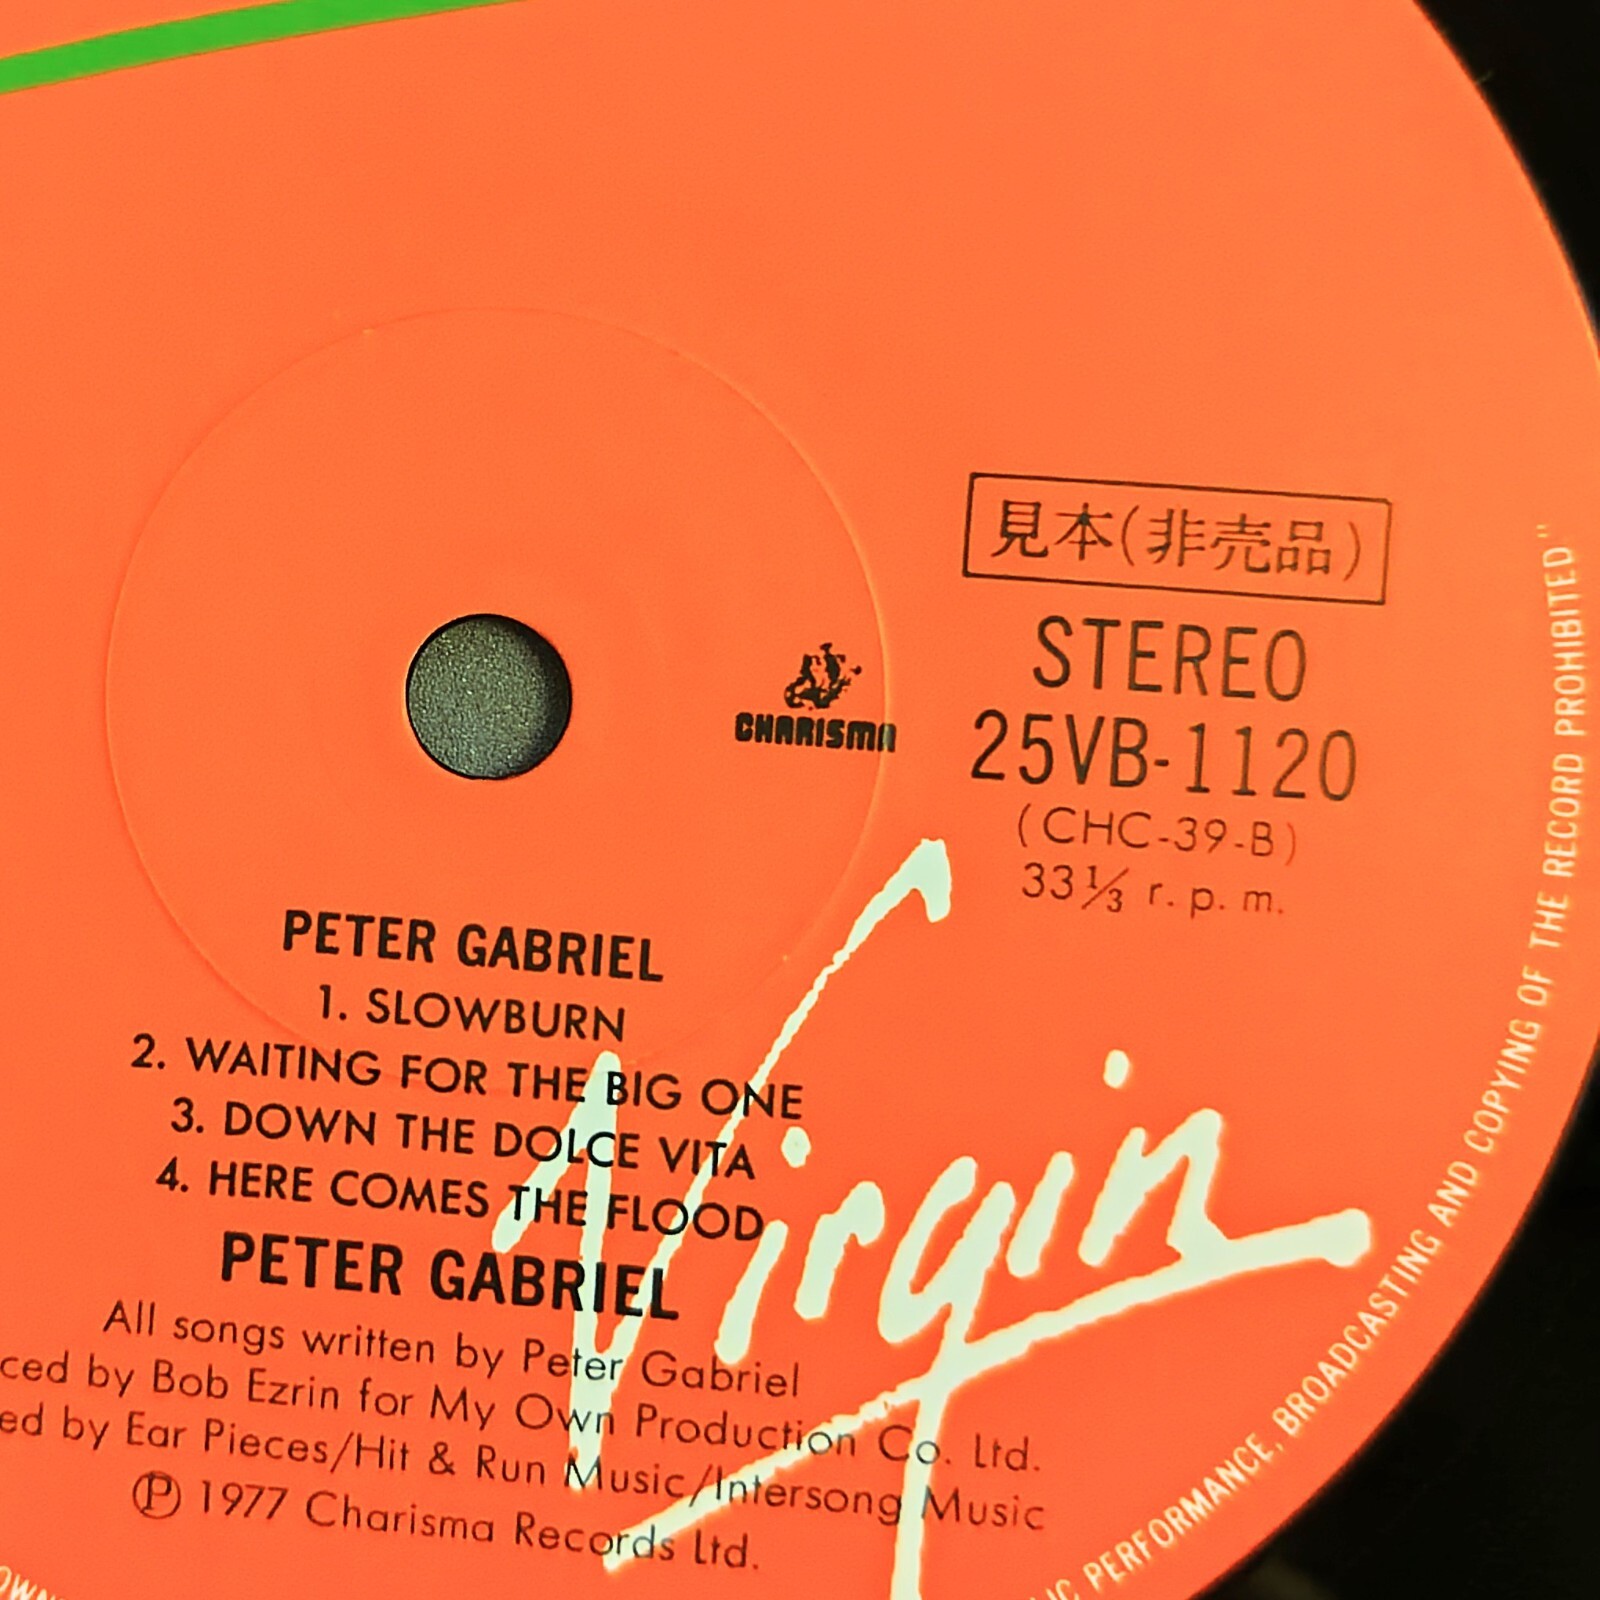 見本(非売品)
STEREO
25VB-1120
(CHC-39-B)
33⅓ r. p. m.
CHARISMA
PETER GABRIEL
1. SLOWBURN
2. WAITING FOR THE BIG ONE
3. DOWN THE DOLCE VITA
4. HERE COMES THE FLOOD
PETER GABRIEL
All songs written by Peter Gabriel
ced by Bob Ezrin for My Own Production Co. Ltd.
ed by Ear Pieces/Hit & Run Music/Intersong Music
℗ 1977 Charisma Records Ltd.
Virgin
IC PERFORMANCE, BROADCASTING AND COPYING OF THE RECORD PROHIBITED."